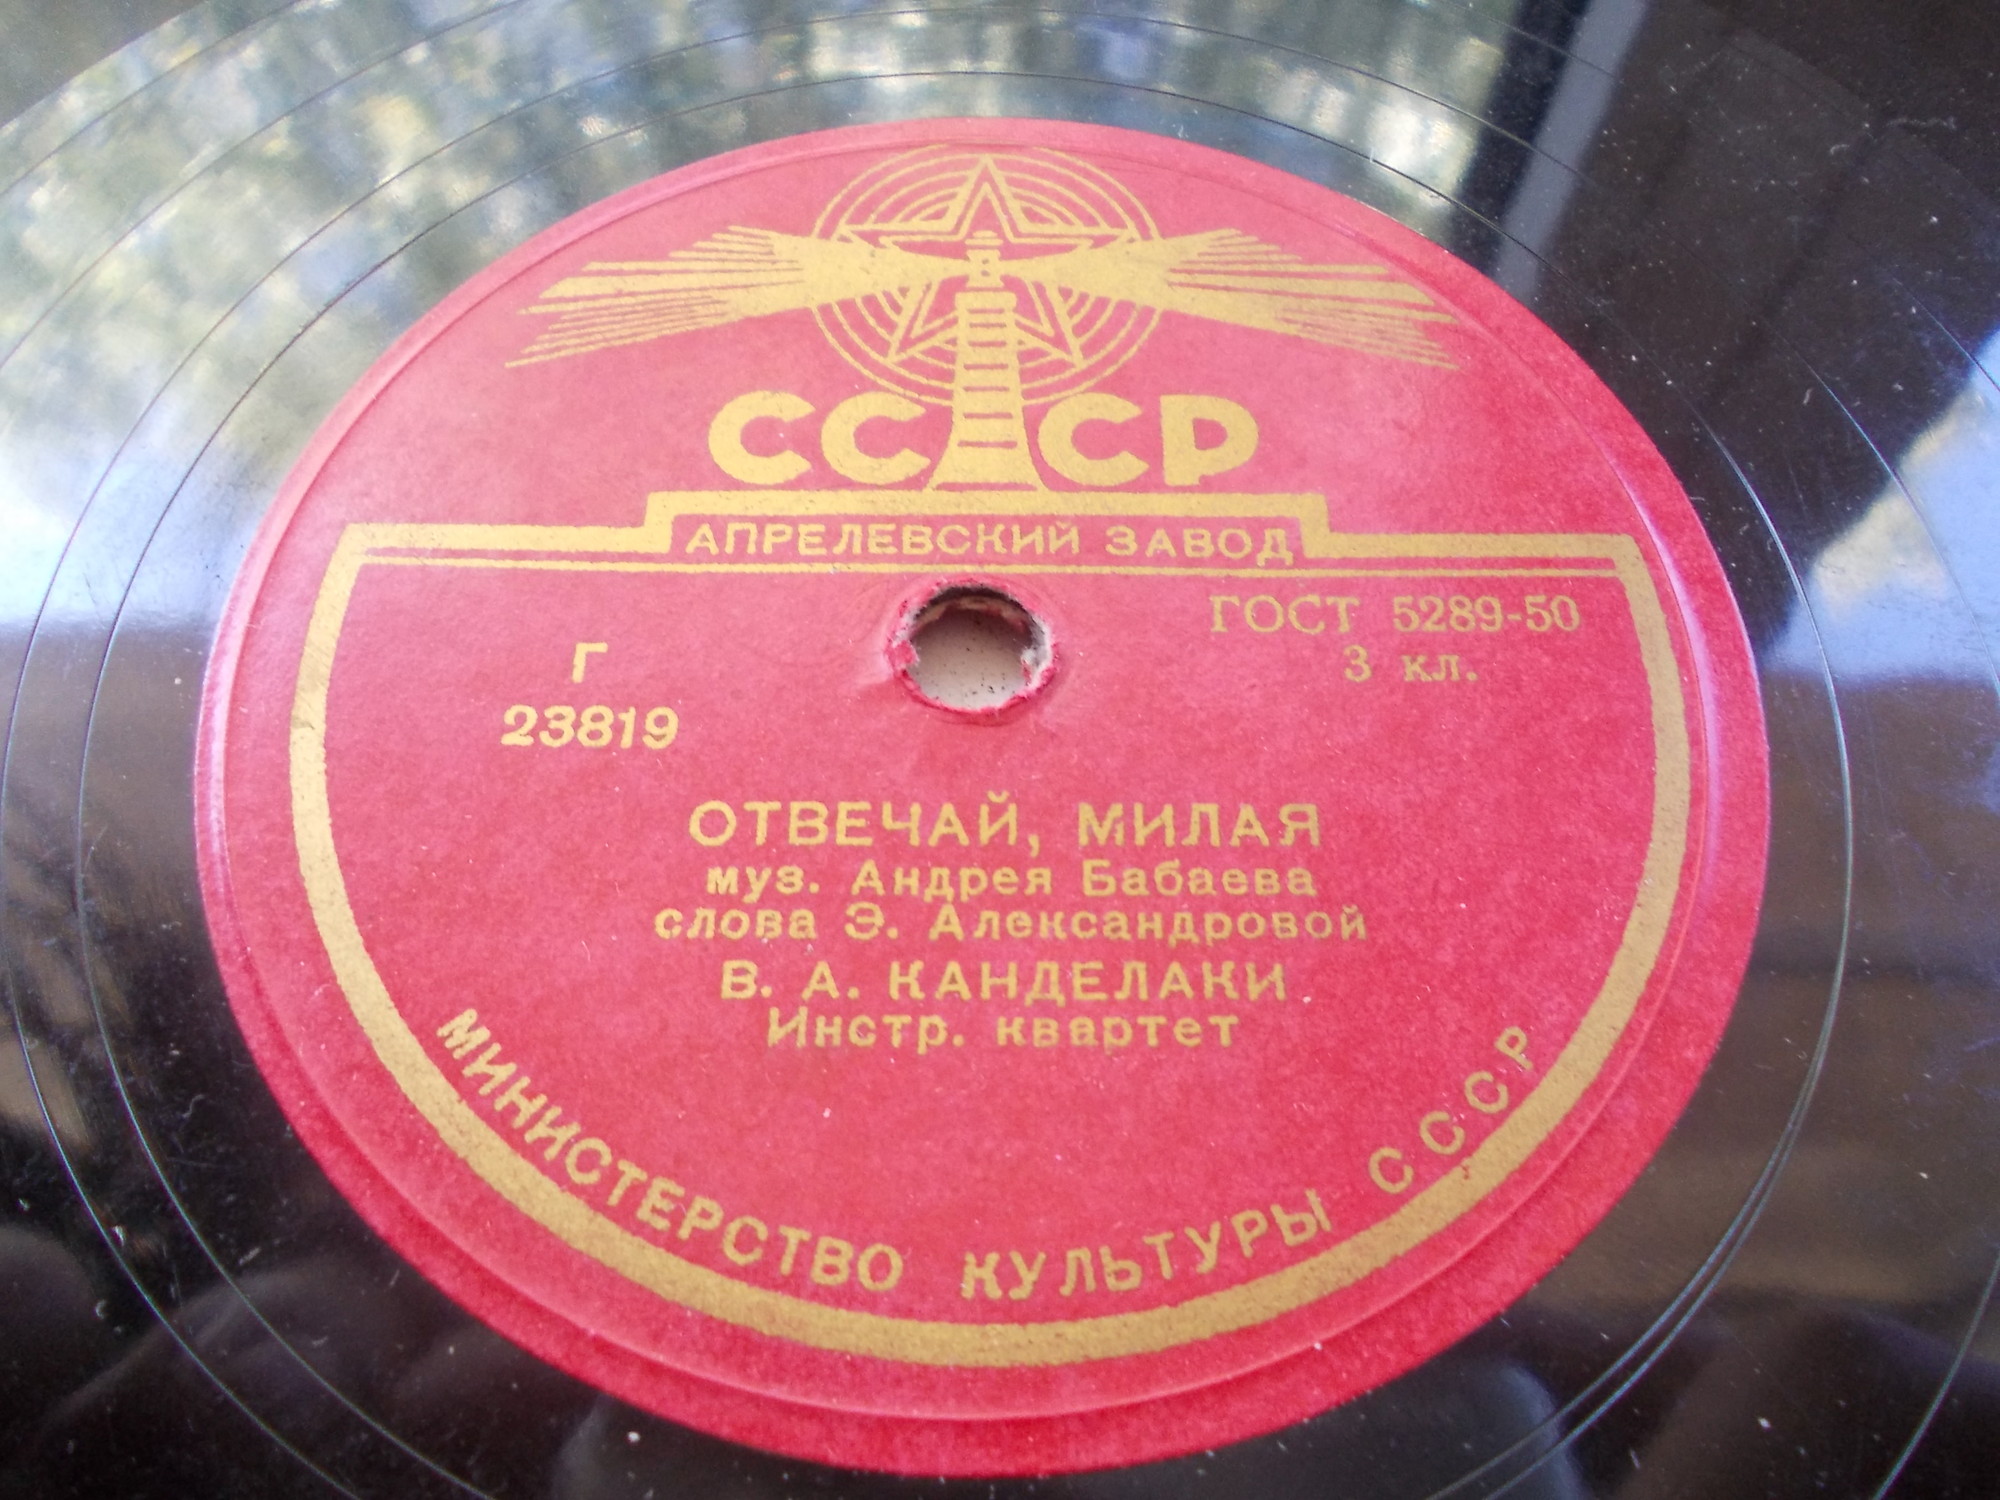 СССР
АПРЕЛЕВСКИЙ ЗАВОД
ГОСТ 5289-50
3 кл.
Г
23819
ОТВЕЧАЙ, МИЛАЯ
муз. Андрея Бабаева
слова Э. Александровой
В. А. КАНДЕЛАКИ
Инстр. квартет
МИНИСТЕРСТВО КУЛЬТУРЫ СССР